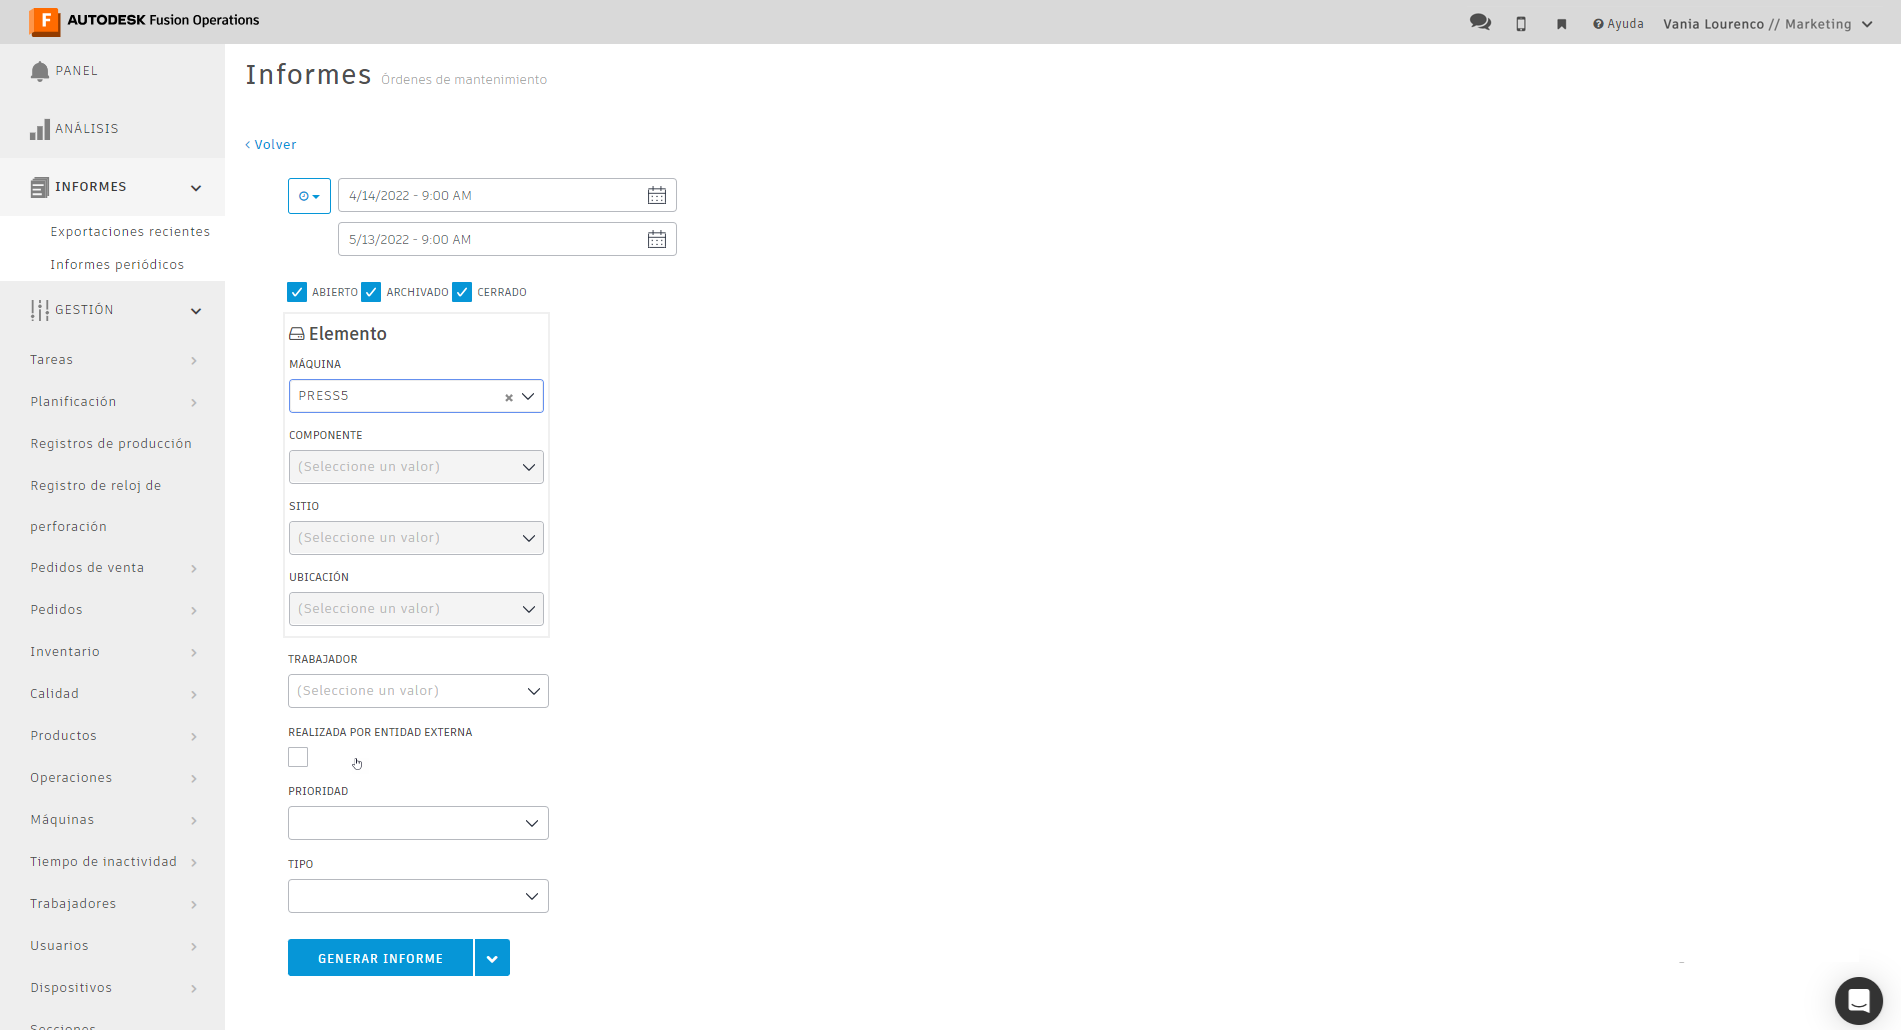 F AUTODESK Fusion Operations
Ayuda
Vania Lourenco // Marketing
PANEL
ANÁLISIS
INFORMES
Exportaciones recientes
Informes periódicos
GESTIÓN
Tareas
Planificación
Registros de producción
Registro de reloj de
perforación
Pedidos de venta
Pedidos
Inventario
Calidad
Productos
Operaciones
Máquinas
Tiempo de inactividad
Trabajadores
Usuarios
Dispositivos
Secciones
Informes Órdenes de mantenimiento
< Volver
4/14/2022 - 9:00 AM
5/13/2022 - 9:00 AM
ABIERTO ARCHIVADO CERRADO
Elemento
MÁQUINA
PRESS5
COMPONENTE
(Seleccione un valor)
SITIO
(Seleccione un valor)
UBICACIÓN
(Seleccione un valor)
TRABAJADOR
(Seleccione un valor)
REALIZADA POR ENTIDAD EXTERNA
PRIORIDAD
TIPO
GENERAR INFORME